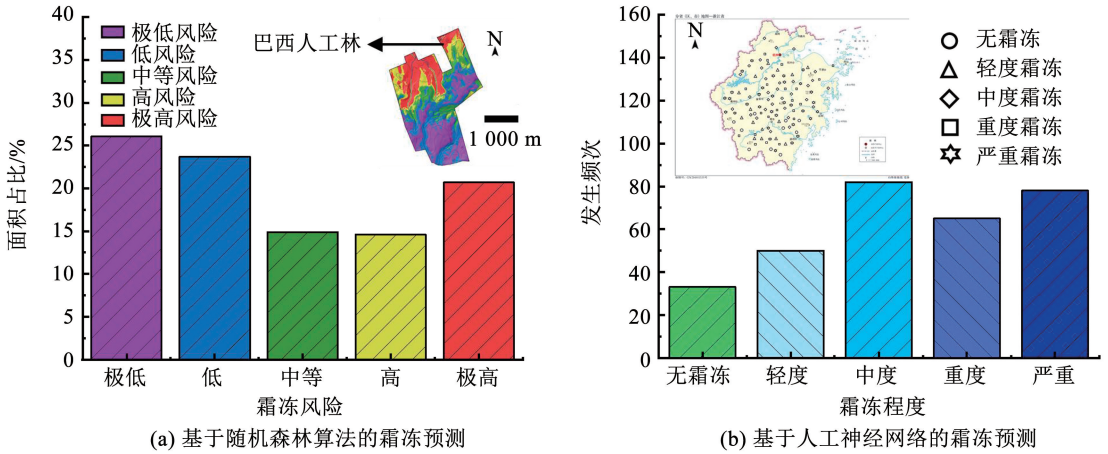 40
35
30
25
20
15
10
5
0
面积占比/%
极低风险
低风险
中等风险
高风险
极高风险
巴西人工林
N
1 000 m
极低
低
中等
高
极高
霜冻风险
(a) 基于随机森林算法的霜冻预测
160
140
120
100
80
60
40
20
0
发生频次
N
无霜冻
轻度霜冻
中度霜冻
重度霜冻
严重霜冻
无霜冻
轻度
中度
重度
严重
霜冻程度
(b) 基于人工神经网络的霜冻预测